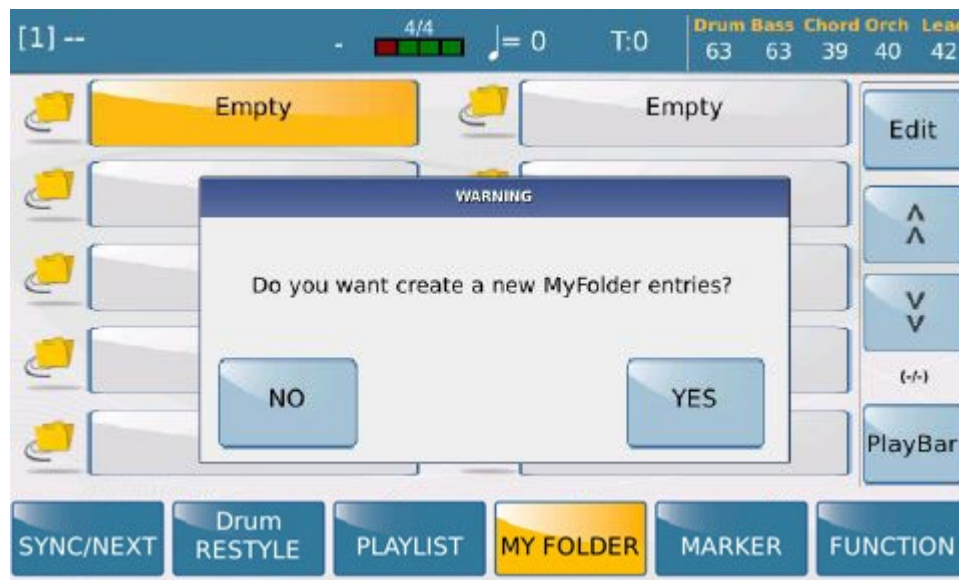 [1] -- - 4/4 ♩= 0 T:0 Drum Bass Chord Orch Lead
63 63 39 40 42
Empty Empty Edit
WARNING
^
^
Do you want create a new MyFolder entries?
v
v
(-/-)
NO YES
PlayBar
SYNC/NEXT Drum RESTYLE PLAYLIST MY FOLDER MARKER FUNCTION